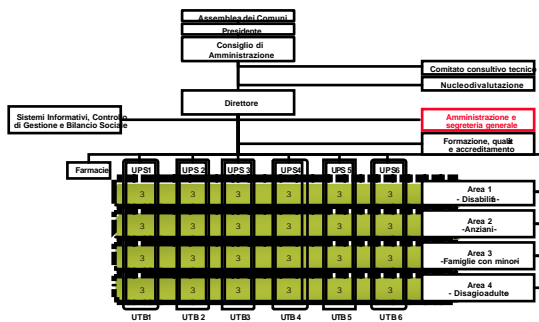 Assemblea dei Comuni
Presidente
Consiglio di
Amministrazione
Comitato consultivo tecnico
Nucleodivalutazione
Direttore
Sistemi Informativi, Controllo
di Gestione e Bilancio Sociale
Amministrazione e
segreteria generale
Formazione, qualità
e accreditamento
Farmacie
UPS1 UPS 2 UPS 3 UPS4 UPS 5 UPS6
3 3 3 3 3 3
Area 1
- Disabilità-
3 3 3 3 3 3
Area 2
-Anziani-
3 3 3 3 3 3
Area 3
-Famiglie con minori
3 3 3 3 3 3
Area 4
- Disagioadulte
UTB1 UTB 2 UTB3 UTB 4 UTB 5 UTB 6